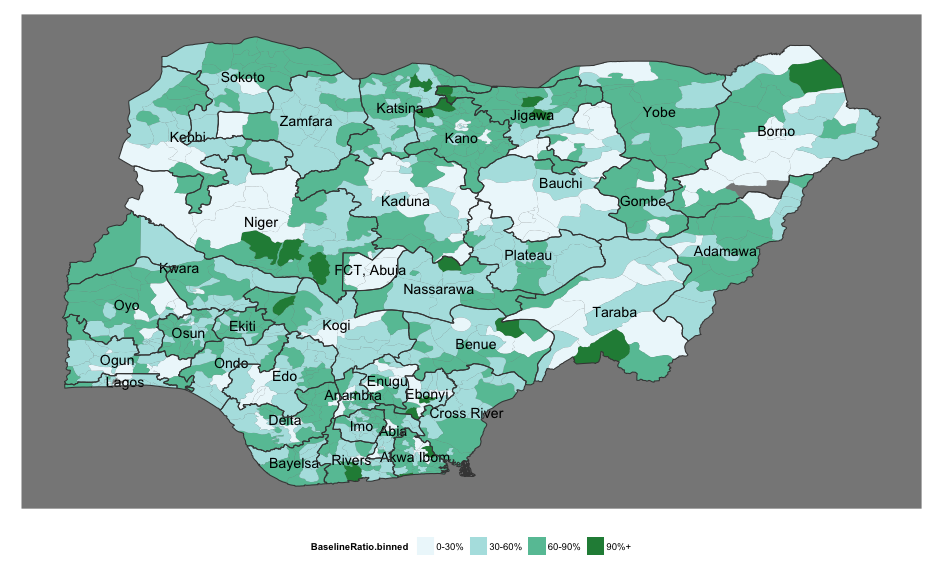 Sokoto
Katsina
Jigawa
Yobe
Borno
Kebbi
Zamfara
Kano
Bauchi
Kaduna
Gombe
Niger
Adamawa
Plateau
Kwara
FCT, Abuja
Nassarawa
Oyo
Taraba
Osun
Ekiti
Kogi
Benue
Ogun
Ondo
Lagos
Edo
Enugu
Anambra
Ebonyi
Cross River
Delta
Imo
Abia
Bayelsa
Rivers
Akwa Ibom
BaselineRatio.binned 0-30% 30-60% 60-90% 90%+